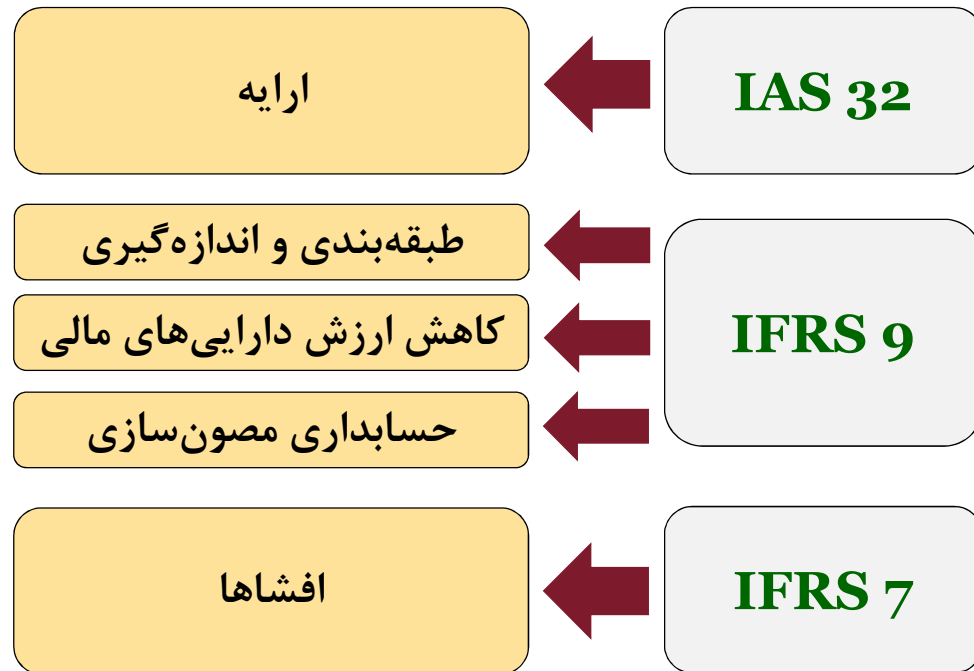 IAS 32
ارایه
IFRS 9
طبقه‌بندی و اندازه‌گیری
کاهش ارزش دارایی‌های مالی
حسابداری مصون‌سازی
IFRS 7
افشاها